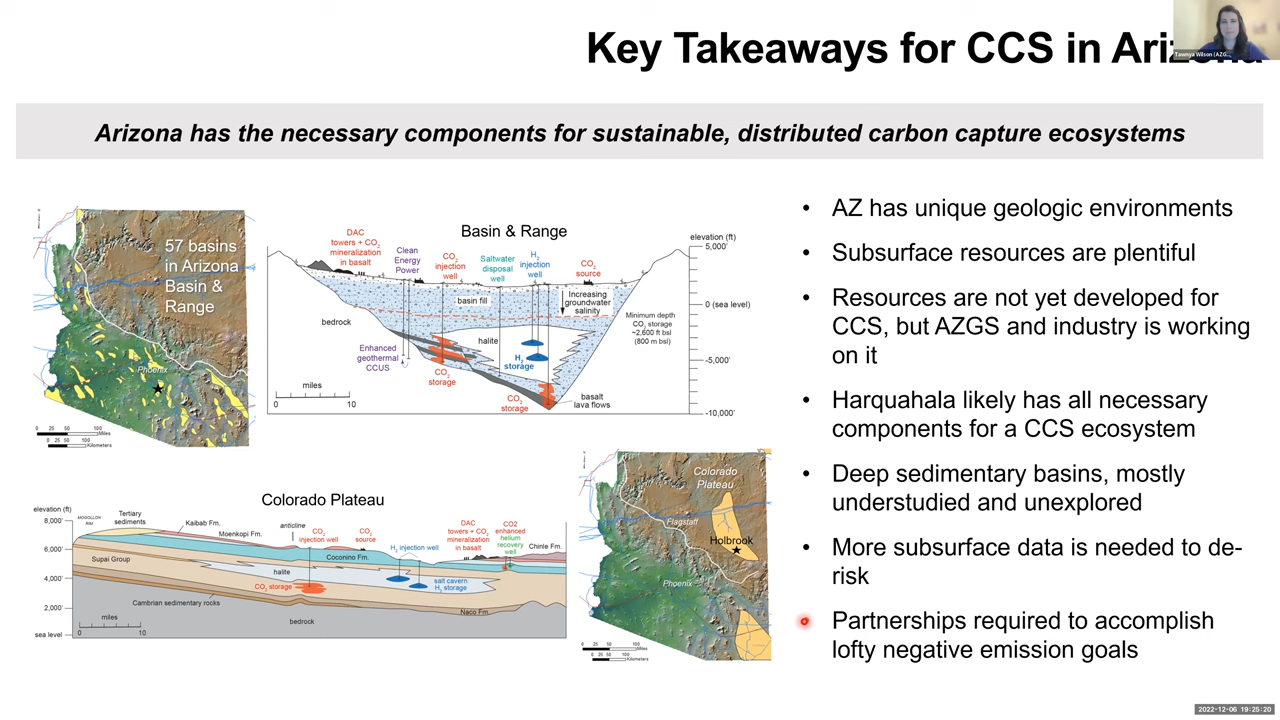 Key Takeaways for CCS in Arizona
Tawnya Wilson (AZG...
Arizona has the necessary components for sustainable, distributed carbon capture ecosystems
57 basins
in Arizona
Basin &
Range
Phoenix
0 25 50 100
Miles
0 25 50 100
Kilometers
Basin & Range
DAC
towers + CO2
mineralization
in basalt
Clean
Energy
Power
CO2
injection
well
Saltwater
disposal
well
H2
injection
well
CO2
source
elevation (ft)
5,000'
0 (sea level)
-5,000'
-10,000'
basin fill
Increasing
groundwater
salinity
Minimum depth
CO2 storage
~2,600 ft bsl
(800 m bsl)
bedrock
halite
Enhanced
geothermal
CCUS
H2
storage
CO2
storage
CO2
storage
basalt
lava flows
miles
0 10
Colorado Plateau
elevation (ft)
8,000'
6,000'
4,000'
2,000'
sea level
MOGOLLON
RIM
Tertiary
sediments
Kaibab Fm.
Moenkopi Fm.
anticline
CO2
injection well
CO2
source
H2 injection well
DAC
towers + CO2
mineralization
in basalt
CO2
enhanced
helium
recovery
well
Chinle Fm.
Supai Group
Coconino Fm.
halite
CO2 storage
salt cavern
H2 storage
Cambrian sedimentary rocks
Naco Fm.
bedrock
miles
0 10
Colorado
Plateau
Flagstaff
Holbrook
Phoenix
0 25 50 100
Miles
0 25 50 100
Kilometers
• AZ has unique geologic environments
• Subsurface resources are plentiful
• Resources are not yet developed for
CCS, but AZGS and industry is working
on it
• Harquahala likely has all necessary
components for a CCS ecosystem
• Deep sedimentary basins, mostly
understudied and unexplored
• More subsurface data is needed to de-
risk
• Partnerships required to accomplish
lofty negative emission goals
2022-12-06 19:25:20